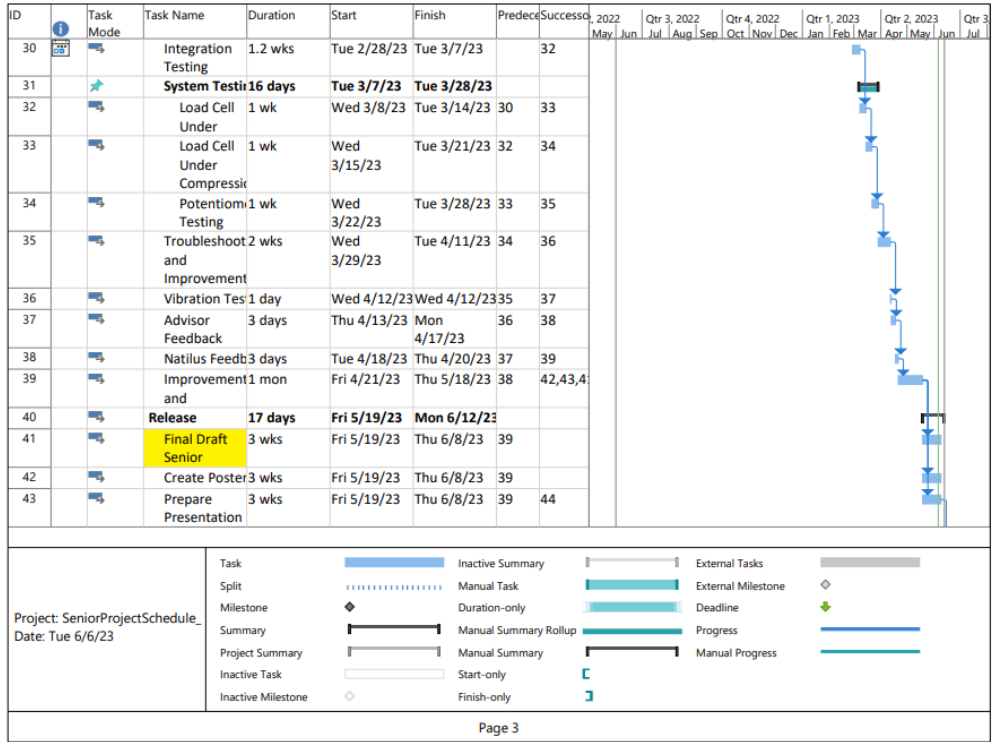 ID Task Mode Task Name Duration Start Finish Predece Successo , 2022 Qtr 3, 2022 Qtr 4, 2022 Qtr 1, 2023 Qtr 2, 2023 Qtr 3
May Jun Jul Aug Sep Oct Nov Dec Jan Feb Mar Apr May Jun Jul
30 Integration 1.2 wks Tue 2/28/23 Tue 3/7/23 32
Testing
31 System Testin 16 days Tue 3/7/23 Tue 3/28/23
32 Load Cell 1 wk Wed 3/8/23 Tue 3/14/23 30 33
Under
33 Load Cell 1 wk Wed Tue 3/21/23 32 34
Under 3/15/23
Compressio
34 Potentiome 1 wk Wed Tue 3/28/23 33 35
Testing 3/22/23
35 Troubleshoot 2 wks Wed Tue 4/11/23 34 36
and 3/29/23
Improvement
36 Vibration Tes 1 day Wed 4/12/23 Wed 4/12/23 35 37
37 Advisor 3 days Thu 4/13/23 Mon 36 38
Feedback 4/17/23
38 Natilus Feedb 3 days Tue 4/18/23 Thu 4/20/23 37 39
39 Improvement 1 mon Fri 4/21/23 Thu 5/18/23 38 42,43,41
and
40 Release 17 days Fri 5/19/23 Mon 6/12/23
41 Final Draft 3 wks Fri 5/19/23 Thu 6/8/23 39
Senior
42 Create Poster 3 wks Fri 5/19/23 Thu 6/8/23 39
43 Prepare 3 wks Fri 5/19/23 Thu 6/8/23 39 44
Presentation
Project: SeniorProjectSchedule_
Date: Tue 6/6/23
Task
Split
Milestone
Summary
Project Summary
Inactive Task
Inactive Milestone
Inactive Summary
Manual Task
Duration-only
Manual Summary Rollup
Manual Summary
Start-only
Finish-only
External Tasks
External Milestone
Deadline
Progress
Manual Progress
Page 3